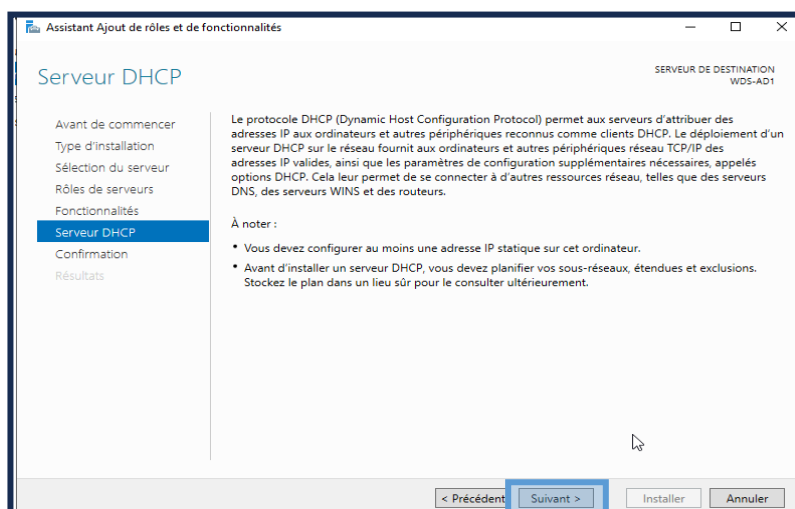 Assistant Ajout de rôles et de fonctionnalités
Serveur DHCP
SERVEUR DE DESTINATION
WDS-AD1
Avant de commencer
Type d'installation
Sélection du serveur
Rôles de serveurs
Fonctionnalités
Serveur DHCP
Confirmation
Résultats
Le protocole DHCP (Dynamic Host Configuration Protocol) permet aux serveurs d'attribuer des
adresses IP aux ordinateurs et autres périphériques reconnus comme clients DHCP. Le déploiement d'un
serveur DHCP sur le réseau fournit aux ordinateurs et autres périphériques réseau TCP/IP des
adresses IP valides, ainsi que les paramètres de configuration supplémentaires nécessaires, appelés
options DHCP. Cela leur permet de se connecter à d'autres ressources réseau, telles que des serveurs
DNS, des serveurs WINS et des routeurs.
À noter :
• Vous devez configurer au moins une adresse IP statique sur cet ordinateur.
• Avant d'installer un serveur DHCP, vous devez planifier vos sous-réseaux, étendues et exclusions.
Stockez le plan dans un lieu sûr pour le consulter ultérieurement.
< Précédent
Suivant >
Installer
Annuler